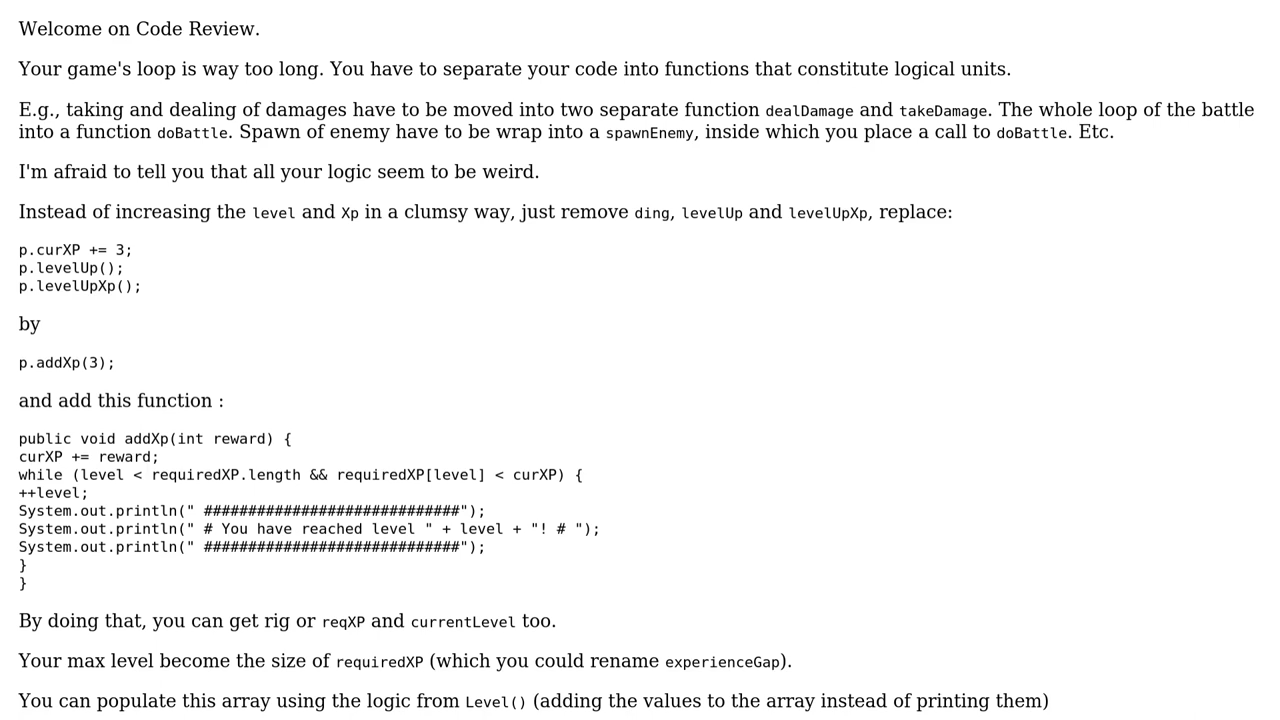 Welcome on Code Review.
Your game's loop is way too long. You have to separate your code into functions that constitute logical units.
E.g., taking and dealing of damages have to be moved into two separate function dealDamage and takeDamage. The whole loop of the battle
into a function doBattle. Spawn of enemy have to be wrap into a spawnEnemy, inside which you place a call to doBattle. Etc.
I'm afraid to tell you that all your logic seem to be weird.
Instead of increasing the level and Xp in a clumsy way, just remove ding, levelUp and levelUpXp, replace:
p.curXP += 3;
p.levelUp();
p.levelUpXp();
by
p.addXp(3);
and add this function :
public void addXp(int reward) {
curXP += reward;
while (level < requiredXP.length && requiredXP[level] < curXP) {
++level;
System.out.println(" #############################");
System.out.println(" # You have reached level " + level + "! # ");
System.out.println(" #############################");
}
}
By doing that, you can get rig or reqXP and currentLevel too.
Your max level become the size of requiredXP (which you could rename experienceGap).
You can populate this array using the logic from Level() (adding the values to the array instead of printing them)